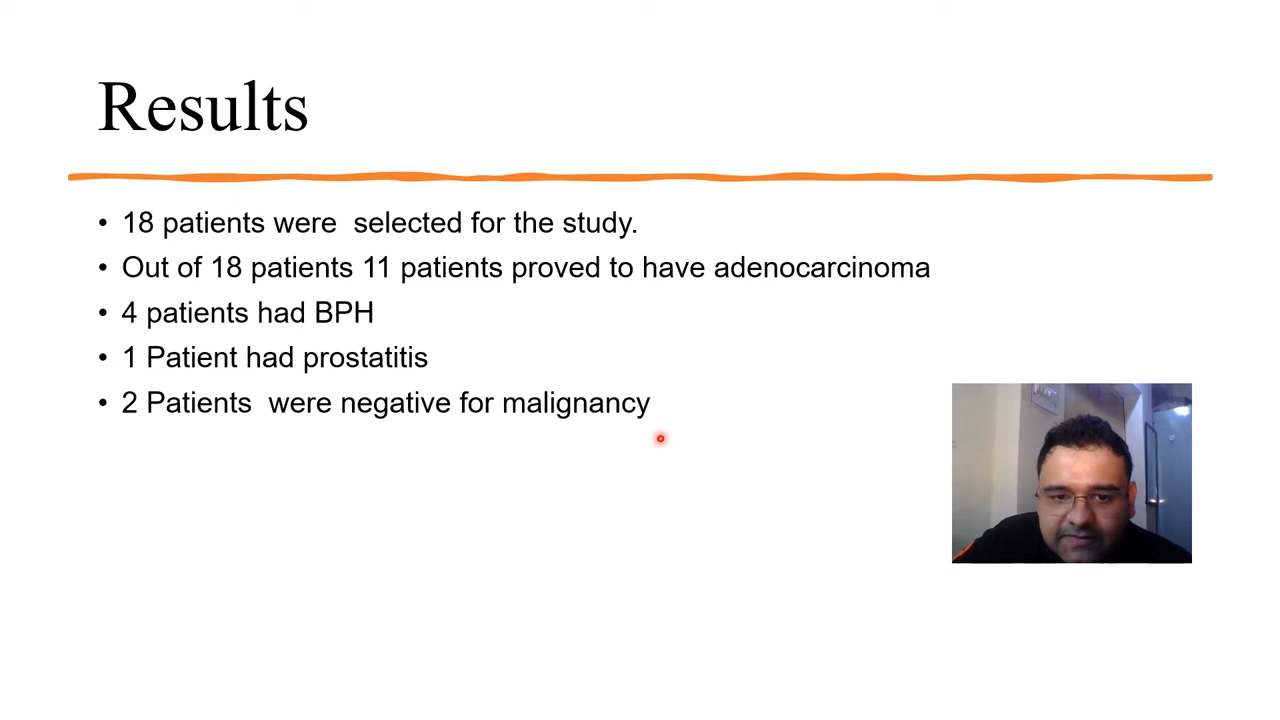 Results
• 18 patients were  selected for the study.
• Out of 18 patients 11 patients proved to have adenocarcinoma
• 4 patients had BPH
• 1 Patient had prostatitis
• 2 Patients  were negative for malignancy